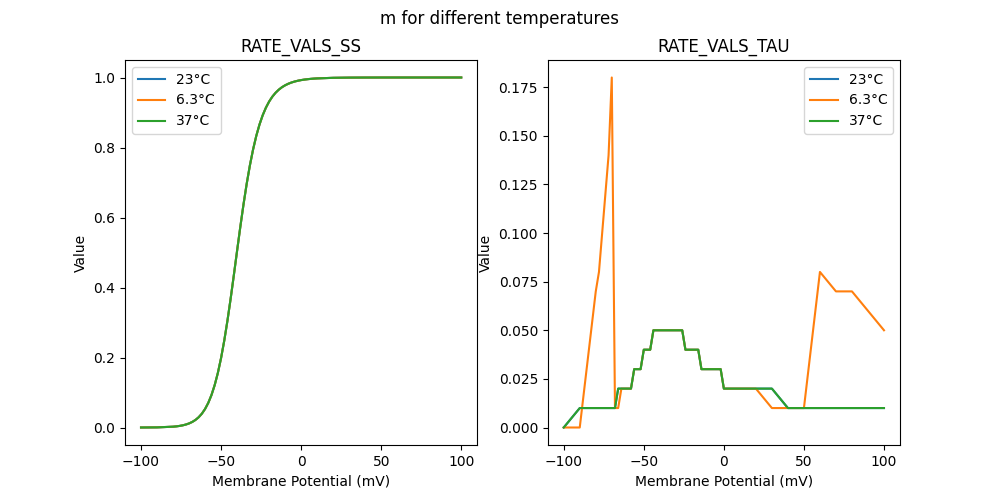 m for different temperatures
RATE_VALS_SS
23°C
6.3°C
37°C
1.0
0.8
0.6
0.4
0.2
0.0
Value
−100
−50
0
50
100
Membrane Potential (mV)
RATE_VALS_TAU
23°C
6.3°C
37°C
0.175
0.150
0.125
0.100
0.075
0.050
0.025
0.000
Value
−100
−50
0
50
100
Membrane Potential (mV)